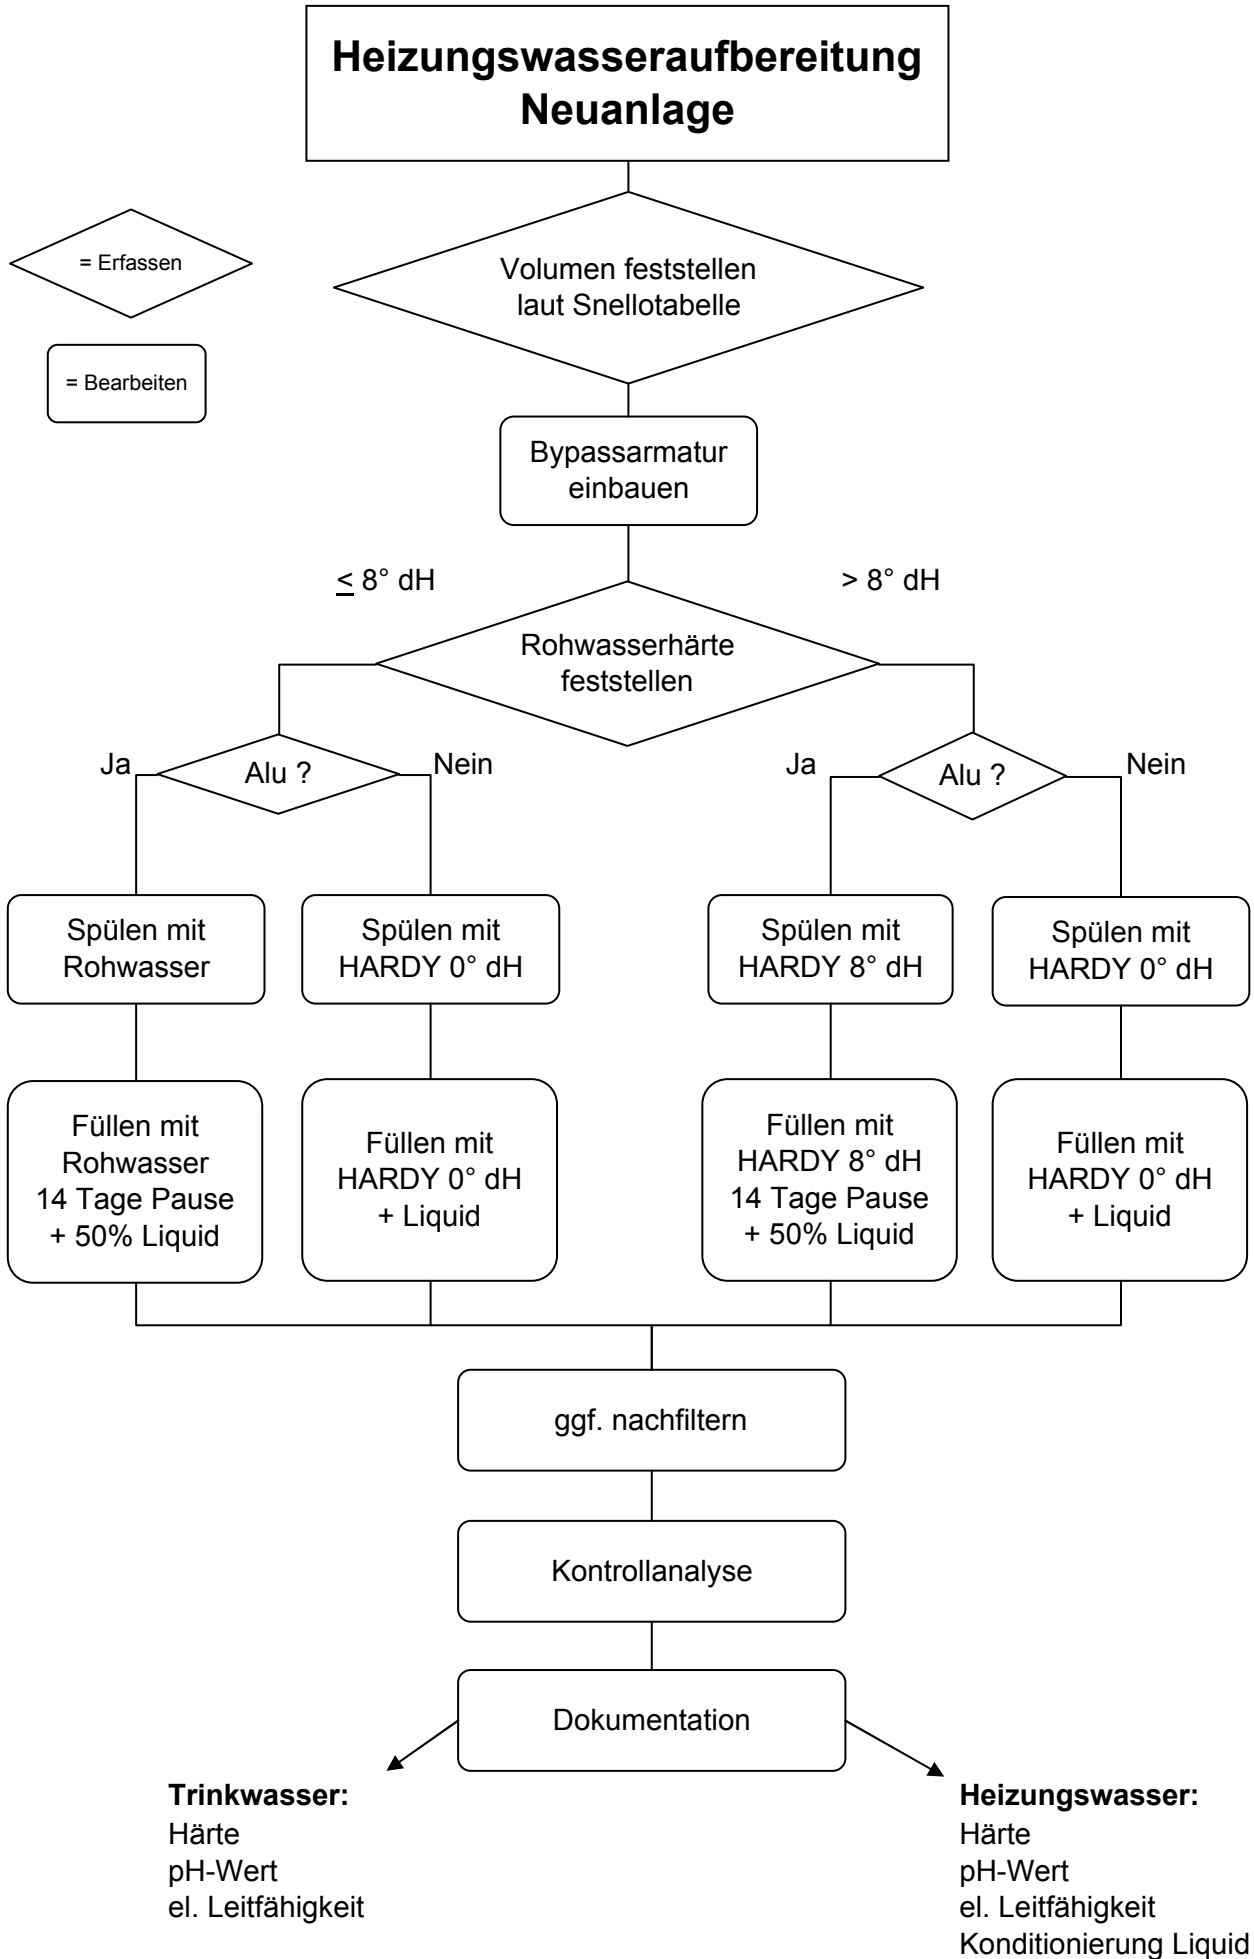 Heizungswasseraufbereitung
Neuanlage
= Erfassen
Volumen feststellen
laut Snellotabelle
= Bearbeiten
Bypassarmatur
einbauen
≤ 8° dH
> 8° dH
Rohwasserhärte
feststellen
Ja
Alu ?
Nein
Ja
Alu ?
Nein
Spülen mit
Rohwasser
Spülen mit
HARDY 0° dH
Spülen mit
HARDY 8° dH
Spülen mit
HARDY 0° dH
Füllen mit
Rohwasser
14 Tage Pause
+ 50% Liquid
Füllen mit
HARDY 0° dH
+ Liquid
Füllen mit
HARDY 8° dH
14 Tage Pause
+ 50% Liquid
Füllen mit
HARDY 0° dH
+ Liquid
ggf. nachfiltern
Kontrollanalyse
Dokumentation
Trinkwasser:
Härte
pH-Wert
el. Leitfähigkeit
Heizungswasser:
Härte
pH-Wert
el. Leitfähigkeit
Konditionierung Liquid